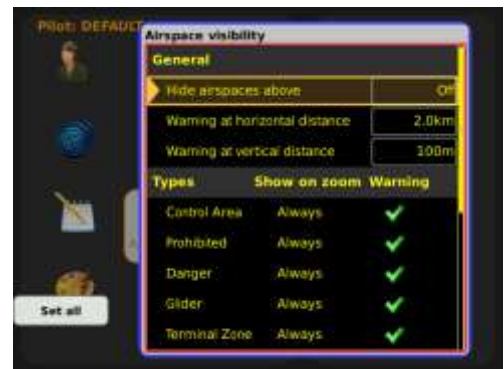 Pilot: DEFAULT
Airspace visibility
General
Hide airspaces above Off
Warning at horizontal distance 2.0km
Warning at vertical distance 100m
Types Show on zoom Warning
Control Area Always
Prohibited Always
Danger Always
Glider Always
Terminal Zone Always
Set all